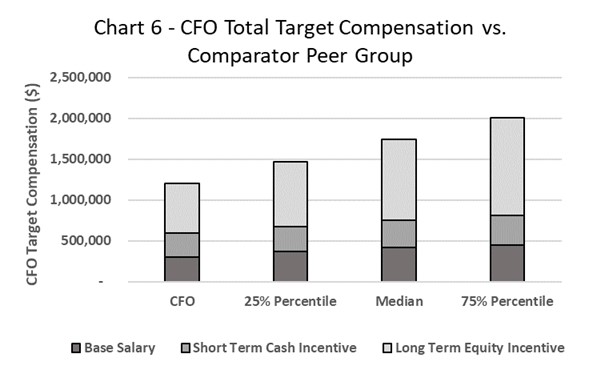 Chart 6 - CFO Total Target Compensation vs.
Comparator Peer Group
CFO Target Compensation ($)
2,500,000
2,000,000
1,500,000
1,000,000
500,000
-
CFO
25% Percentile
Median
75% Percentile
Base Salary
Short Term Cash Incentive
Long Term Equity Incentive